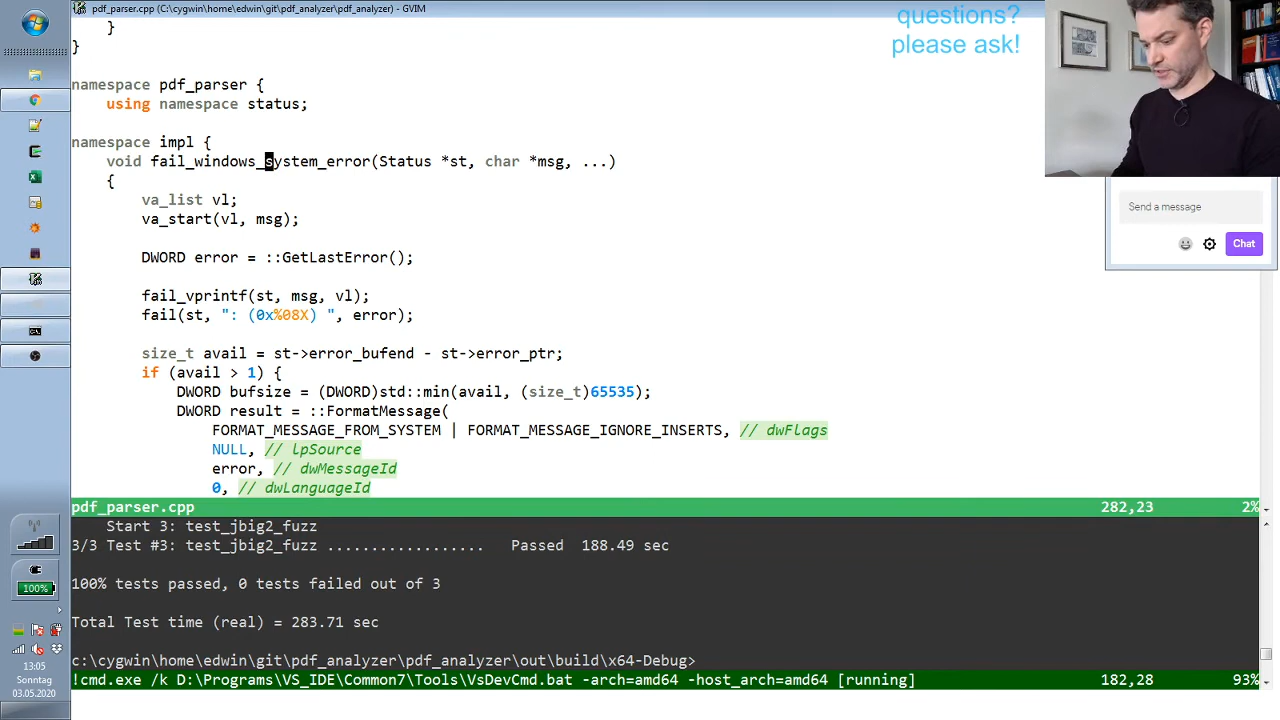 pdf_parser.cpp (C:\cygwin\home\edwin\git\pdf_analyzer\pdf_analyzer) - GVIM
questions?
please ask!
    }
}
namespace pdf_parser {
    using namespace status;
namespace impl {
    void fail_windows_system_error(Status *st, char *msg, ...)
    {
        va_list vl;
        va_start(vl, msg);
        DWORD error = ::GetLastError();
        fail_vprintf(st, msg, vl);
        fail(st, ": (0x%08X) ", error);
        size_t avail = st->error_bufend - st->error_ptr;
        if (avail > 1) {
            DWORD bufsize = (DWORD)std::min(avail, (size_t)65535);
            DWORD result = ::FormatMessage(
                FORMAT_MESSAGE_FROM_SYSTEM | FORMAT_MESSAGE_IGNORE_INSERTS, // dwFlags
                NULL, // lpSource
                error, // dwMessageId
                0, // dwLanguageId
pdf_parser.cpp 282,23 2%
    Start 3: test_jbig2_fuzz
3/3 Test #3: test_jbig2_fuzz ..................   Passed  188.49 sec
100% tests passed, 0 tests failed out of 3
Total Test time (real) = 283.71 sec
c:\cygwin\home\edwin\git\pdf_analyzer\pdf_analyzer\out\build\x64-Debug>
!cmd.exe /k D:\Programs\VS_IDE\Common7\Tools\VsDevCmd.bat -arch=amd64 -host_arch=amd64 [running] 182,28 93%
Send a message
Chat
100%
13:05
Sonntag
03.05.2020